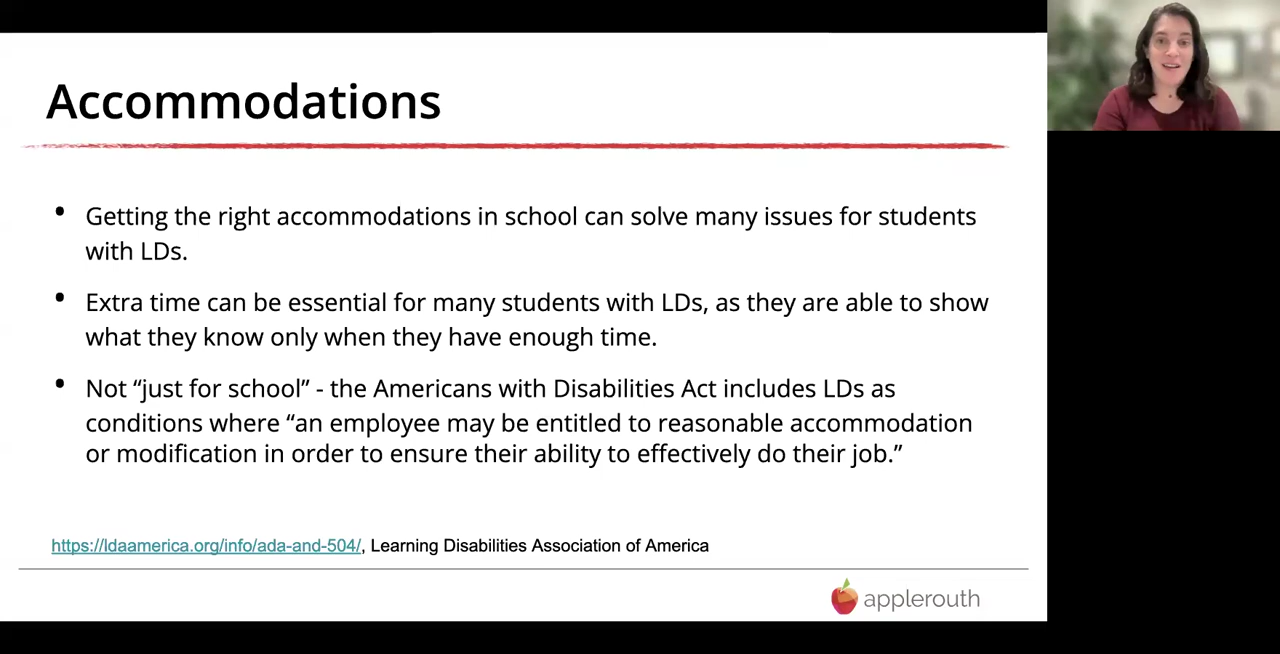 Accommodations
• Getting the right accommodations in school can solve many issues for students
with LDs.
• Extra time can be essential for many students with LDs, as they are able to show
what they know only when they have enough time.
• Not “just for school” - the Americans with Disabilities Act includes LDs as
conditions where “an employee may be entitled to reasonable accommodation
or modification in order to ensure their ability to effectively do their job.”
https://ldaamerica.org/info/ada-and-504/, Learning Disabilities Association of America
applerouth